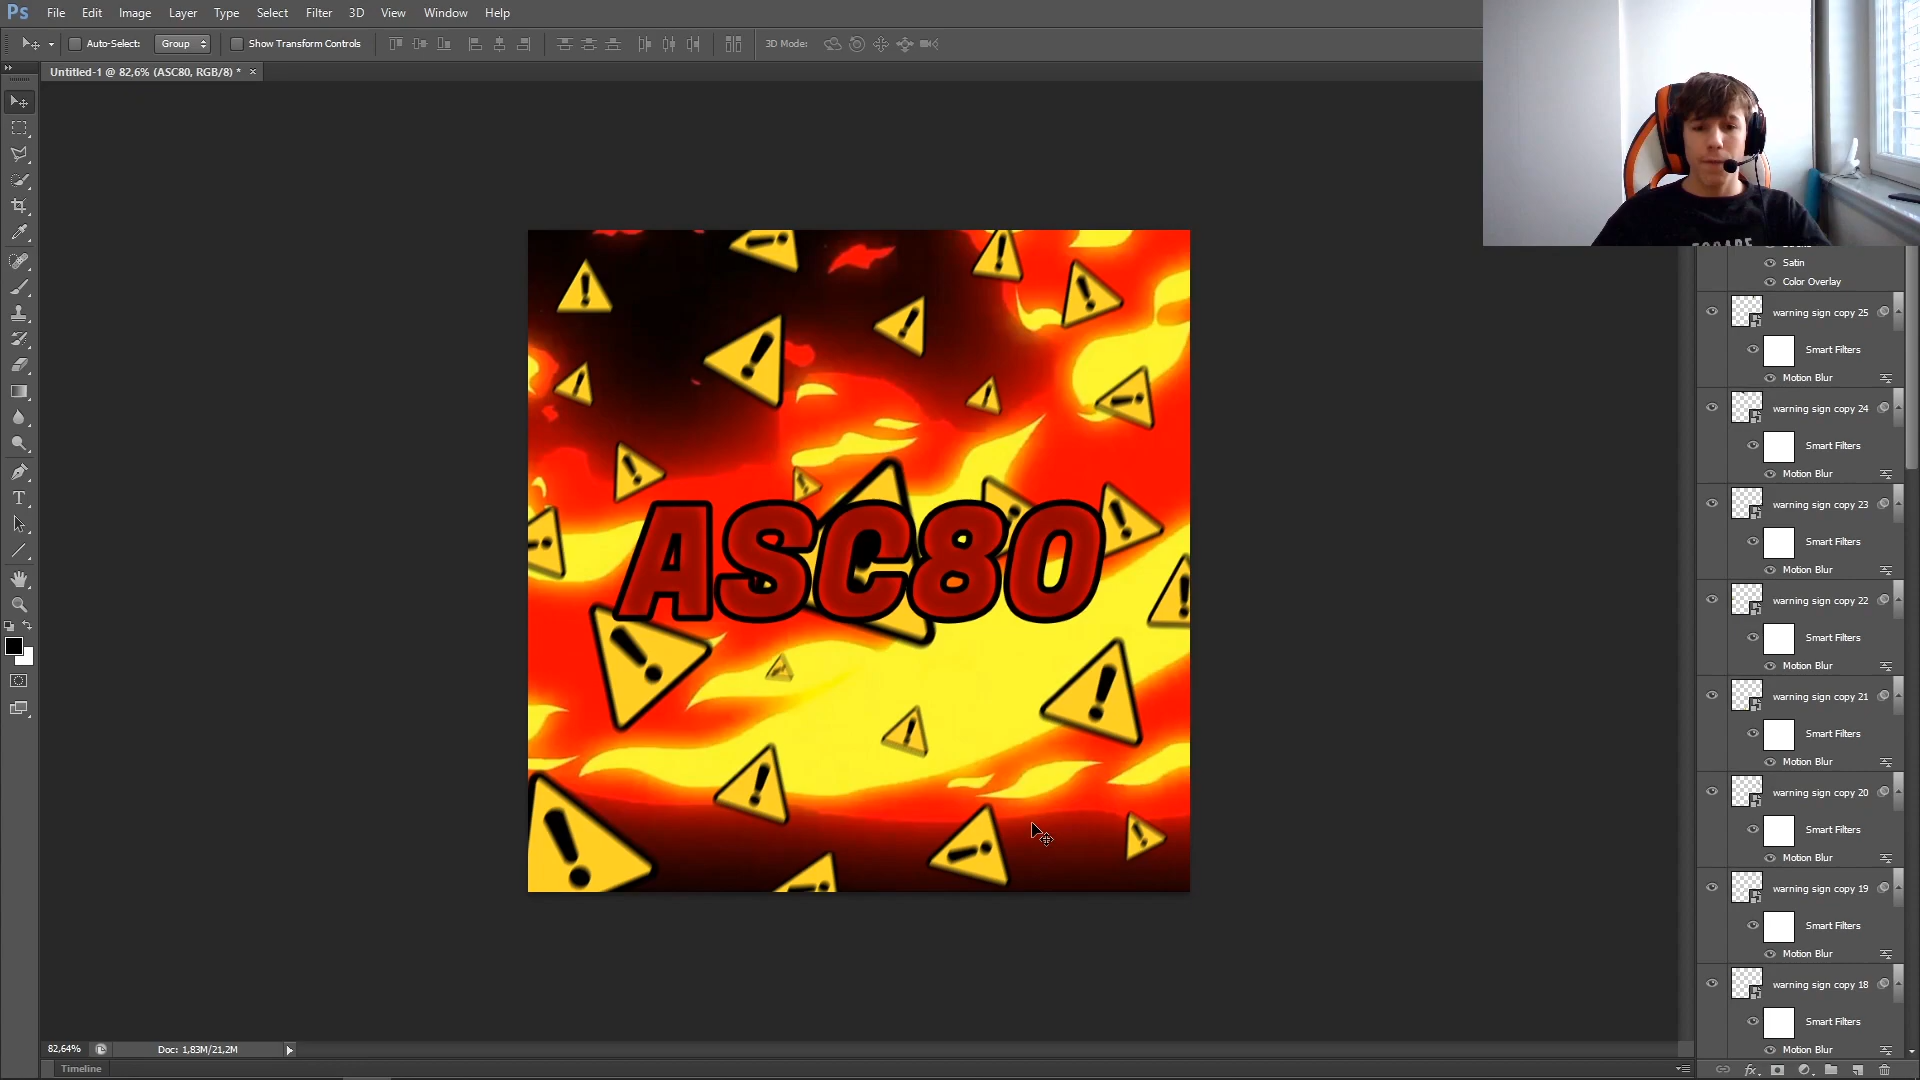 Ps File Edit Image Layer Type Select Filter 3D View Window Help
Auto-Select: Group Show Transform Controls 3D Mode:
Untitled-1 @ 82,6% (ASC80, RGB/8) * ×
Satin
Color Overlay
warning sign copy 25
Smart Filters
Motion Blur
warning sign copy 24
Smart Filters
Motion Blur
warning sign copy 23
Smart Filters
Motion Blur
ASC80
warning sign copy 22
Smart Filters
Motion Blur
warning sign copy 21
Smart Filters
Motion Blur
warning sign copy 20
Smart Filters
Motion Blur
warning sign copy 19
Smart Filters
Motion Blur
warning sign copy 18
Smart Filters
Motion Blur
82,64% Doc: 1,83M/21,2M
Timeline